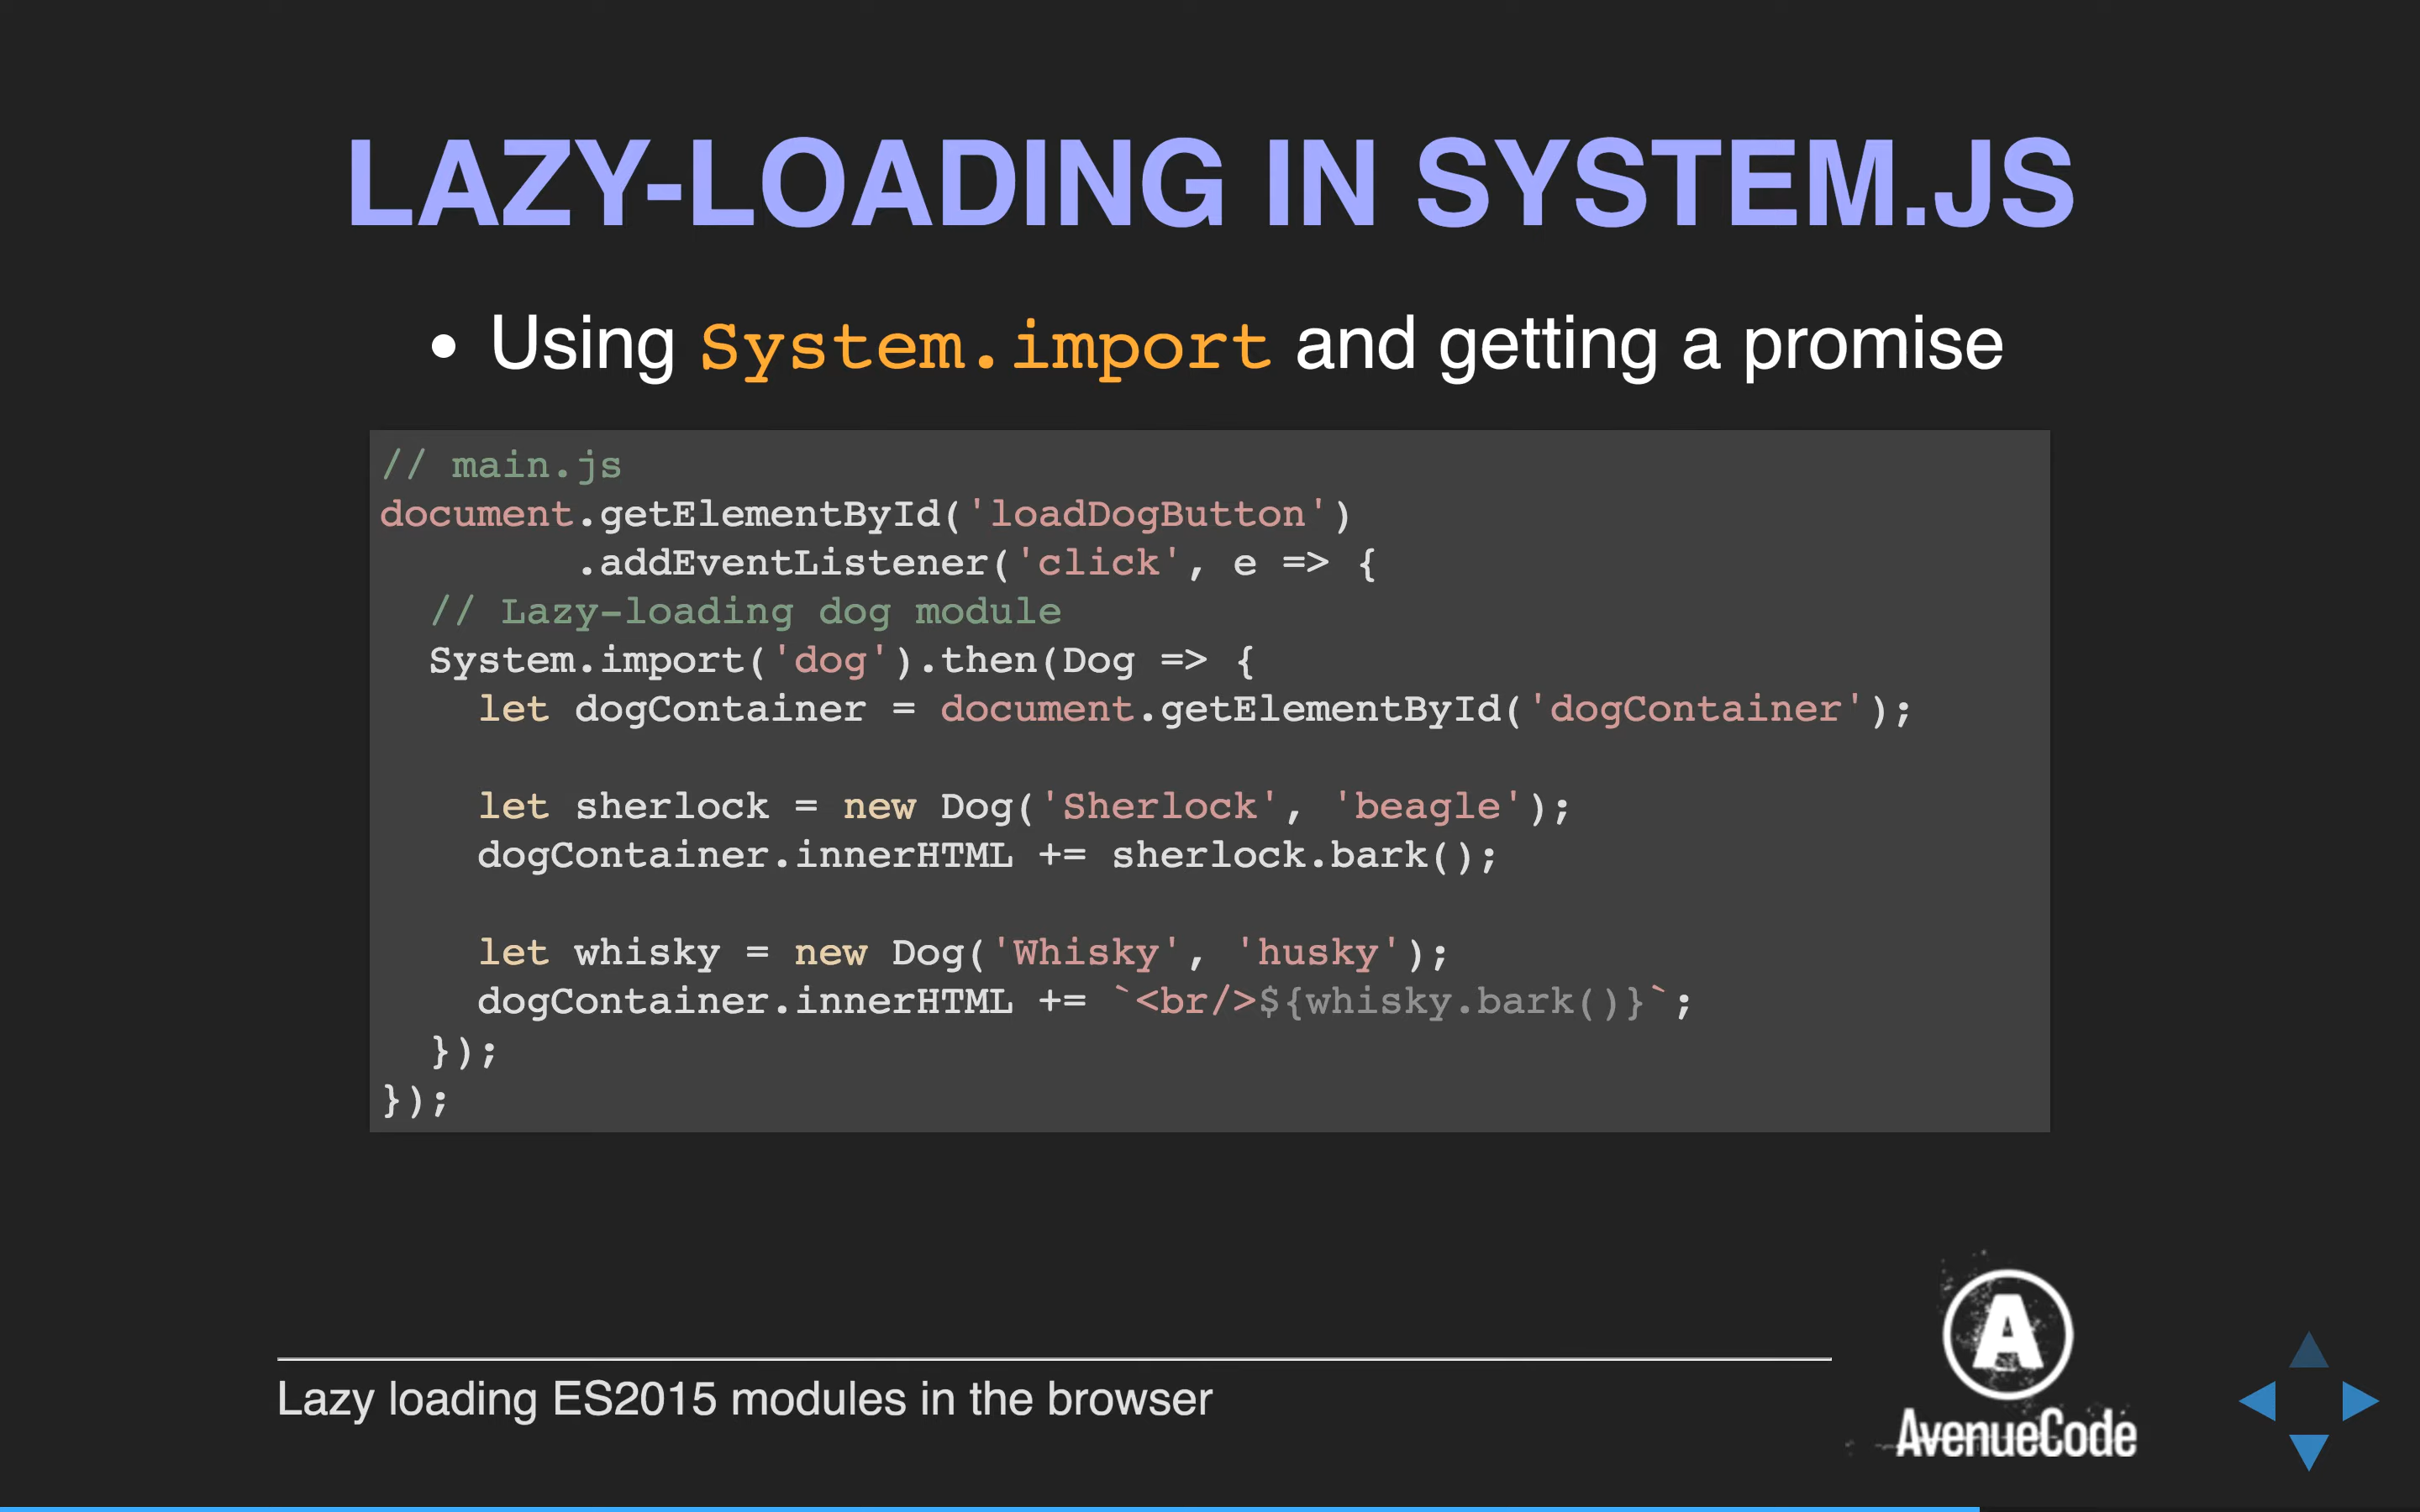 LAZY-LOADING IN SYSTEM.JS
• Using System.import and getting a promise
// main.js
document.getElementById('loadDogButton')
        .addEventListener('click', e => {
  // Lazy-loading dog module
  System.import('dog').then(Dog => {
    let dogContainer = document.getElementById('dogContainer');
    let sherlock = new Dog('Sherlock', 'beagle');
    dogContainer.innerHTML += sherlock.bark();
    let whisky = new Dog('Whisky', 'husky');
    dogContainer.innerHTML += `<br/>${whisky.bark()}`;
  });
});
Lazy loading ES2015 modules in the browser
A
AvenueCode